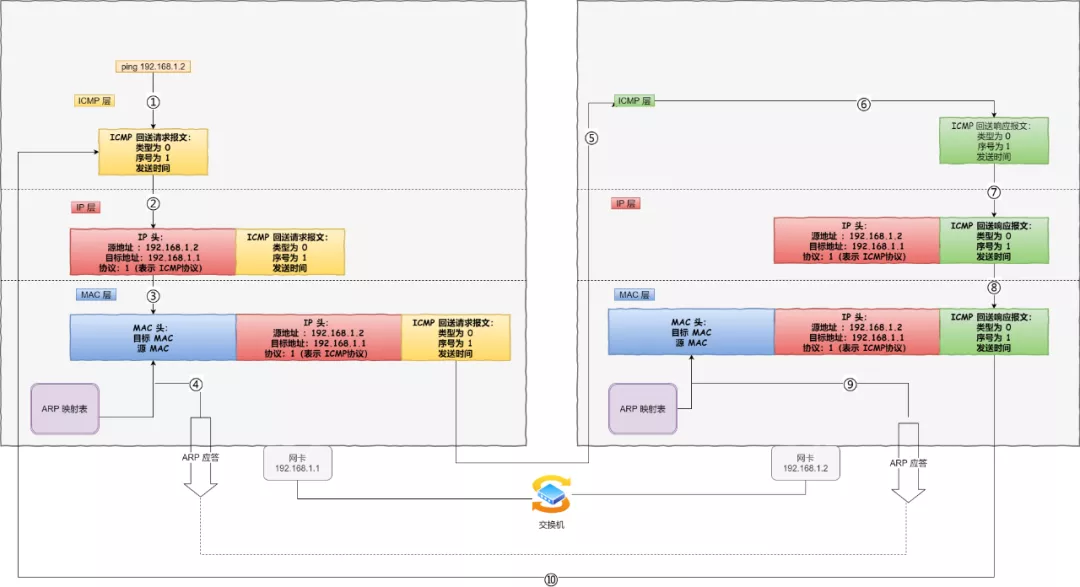 ping 192.168.1.2
ICMP 层
①
ICMP 回送请求报文:
类型为 0
序号为 1
发送时间
②
IP 层
IP 头:
源地址 : 192.168.1.2
目标地址: 192.168.1.1
协议: 1 (表示 ICMP协议)
ICMP 回送请求报文:
类型为 0
序号为 1
发送时间
MAC 层
③
MAC 头:
目标 MAC
源 MAC
IP 头:
源地址 : 192.168.1.2
目标地址: 192.168.1.1
协议: 1 (表示 ICMP协议)
ICMP 回送请求报文:
类型为 0
序号为 1
发送时间
④
ARP 映射表
ARP 应答
网卡
192.168.1.1
交换机
⑤
ICMP 层
⑥
ICMP 回送响应报文:
类型为 0
序号为 1
发送时间
⑦
IP 层
IP 头:
源地址 : 192.168.1.2
目标地址: 192.168.1.1
协议: 1 (表示 ICMP协议)
ICMP 回送响应报文:
类型为 0
序号为 1
发送时间
MAC 层
⑧
MAC 头:
目标 MAC
源 MAC
IP 头:
源地址 : 192.168.1.2
目标地址: 192.168.1.1
协议: 1 (表示 ICMP协议)
ICMP 回送响应报文:
类型为 0
序号为 1
发送时间
⑨
ARP 映射表
网卡
192.168.1.2
ARP 应答
⑩